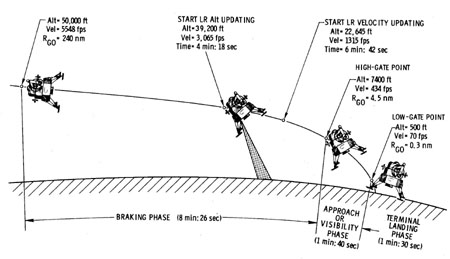 Alt= 50,000 ft
Vel= 5548 fps
RGO= 240 nm
START LR Alt UPDATING
Alt= 39,200 ft
Vel= 3,065 fps
Time= 4 min: 18 sec
START LR VELOCITY UPDATING
Alt= 22,645 ft
Vel= 1315 fps
Time= 6 min: 42 sec
HIGH-GATE POINT
Alt= 7400 ft
Vel= 434 fps
RGO= 4.5 nm
LOW-GATE POINT
Alt= 500 ft
Vel= 70 fps
RGO= 0.3 nm
BRAKING PHASE (8 min: 26 sec)
APPROACH
OR
VISIBILITY
PHASE
(1 min: 40 sec)
TERMINAL
LANDING
PHASE
(1 min: 30 sec)